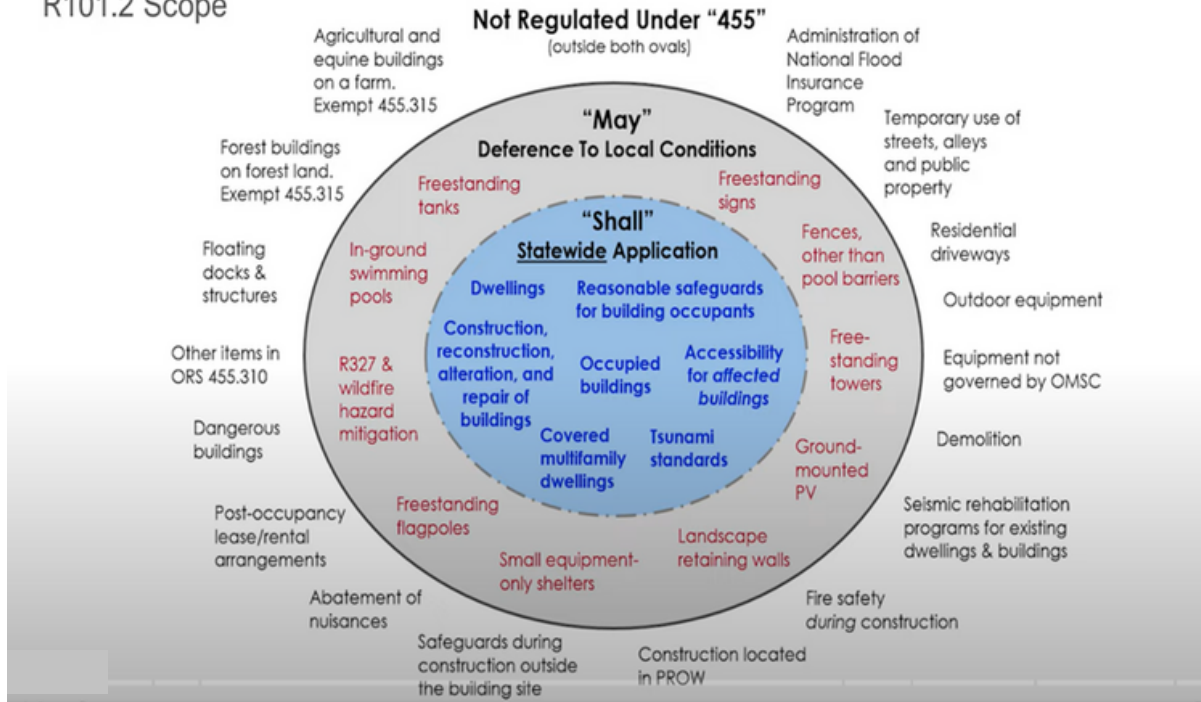 R101.2 Scope
Not Regulated Under “455”
(outside both ovals)
Agricultural and
equine buildings
on a farm.
Exempt 455.315
Administration of
National Flood
Insurance
Program
Forest buildings
on forest land.
Exempt 455.315
Temporary use of
streets, alleys
and public
property
Floating
docks &
structures
Residential
driveways
Outdoor equipment
Other items in
ORS 455.310
Equipment not
governed by OMSC
Dangerous
buildings
Demolition
Post-occupancy
lease/rental
arrangements
Seismic rehabilitation
programs for existing
dwellings & buildings
Abatement of
nuisances
Fire safety
during construction
Safeguards during
construction outside
the building site
Construction located
in PROW
“May”
Deference To Local Conditions
Freestanding
tanks
Freestanding
signs
In-ground
swimming
pools
Fences,
other than
pool barriers
R327 &
wildfire
hazard
mitigation
Free-
standing
towers
Ground-
mounted
PV
Freestanding
flagpoles
Small equipment-
only shelters
Landscape
retaining walls
“Shall”
Statewide Application
Dwellings
Reasonable safeguards
for building occupants
Construction,
reconstruction,
alteration, and
repair of
buildings
Occupied
buildings
Accessibility
for affected
buildings
Covered
multifamily
dwellings
Tsunami
standards